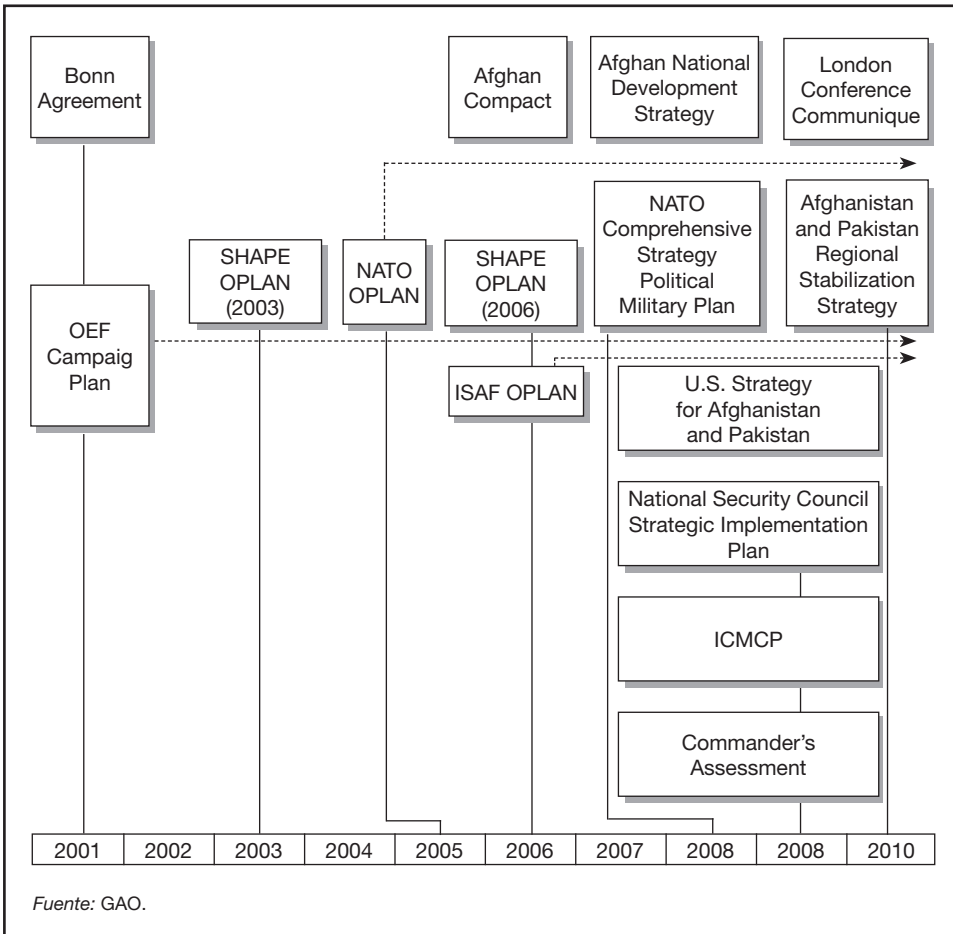 Bonn
Agreement
Afghan
Compact
Afghan National
Development
Strategy
London
Conference
Communique
OEF
Campaig
Plan
SHAPE
OPLAN
(2003)
NATO
OPLAN
SHAPE
OPLAN
(2006)
NATO
Comprehensive
Strategy
Political
Military Plan
Afghanistan
and Pakistan
Regional
Stabilization
Strategy
ISAF OPLAN
U.S. Strategy
for Afghanistan
and Pakistan
National Security Council
Strategic Implementation
Plan
ICMCP
Commander's
Assessment
2001 2002 2003 2004 2005 2006 2007 2008 2008 2010
Fuente: GAO.